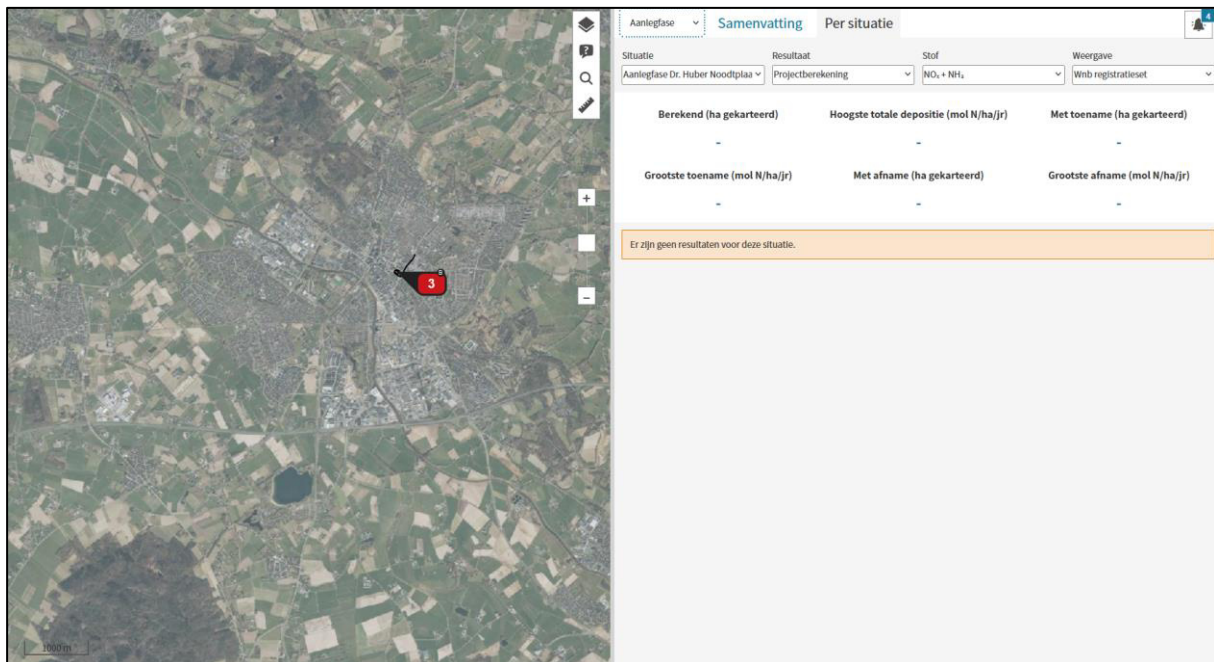 Aanlegfase
Samenvatting
Per situatie
4
Situatie
Resultaat
Stof
Weergave
Aanlegfase Dr. Huber Noodtplaa
Projectberekening
NOₓ + NH₃
Wnb registratieset
Berekend (ha gekarteerd)
Hoogste totale depositie (mol N/ha/jr)
Met toename (ha gekarteerd)
-
-
-
Grootste toename (mol N/ha/jr)
Met afname (ha gekarteerd)
Grootste afname (mol N/ha/jr)
-
-
-
Er zijn geen resultaten voor deze situatie.
?
+
3
−
1000 m